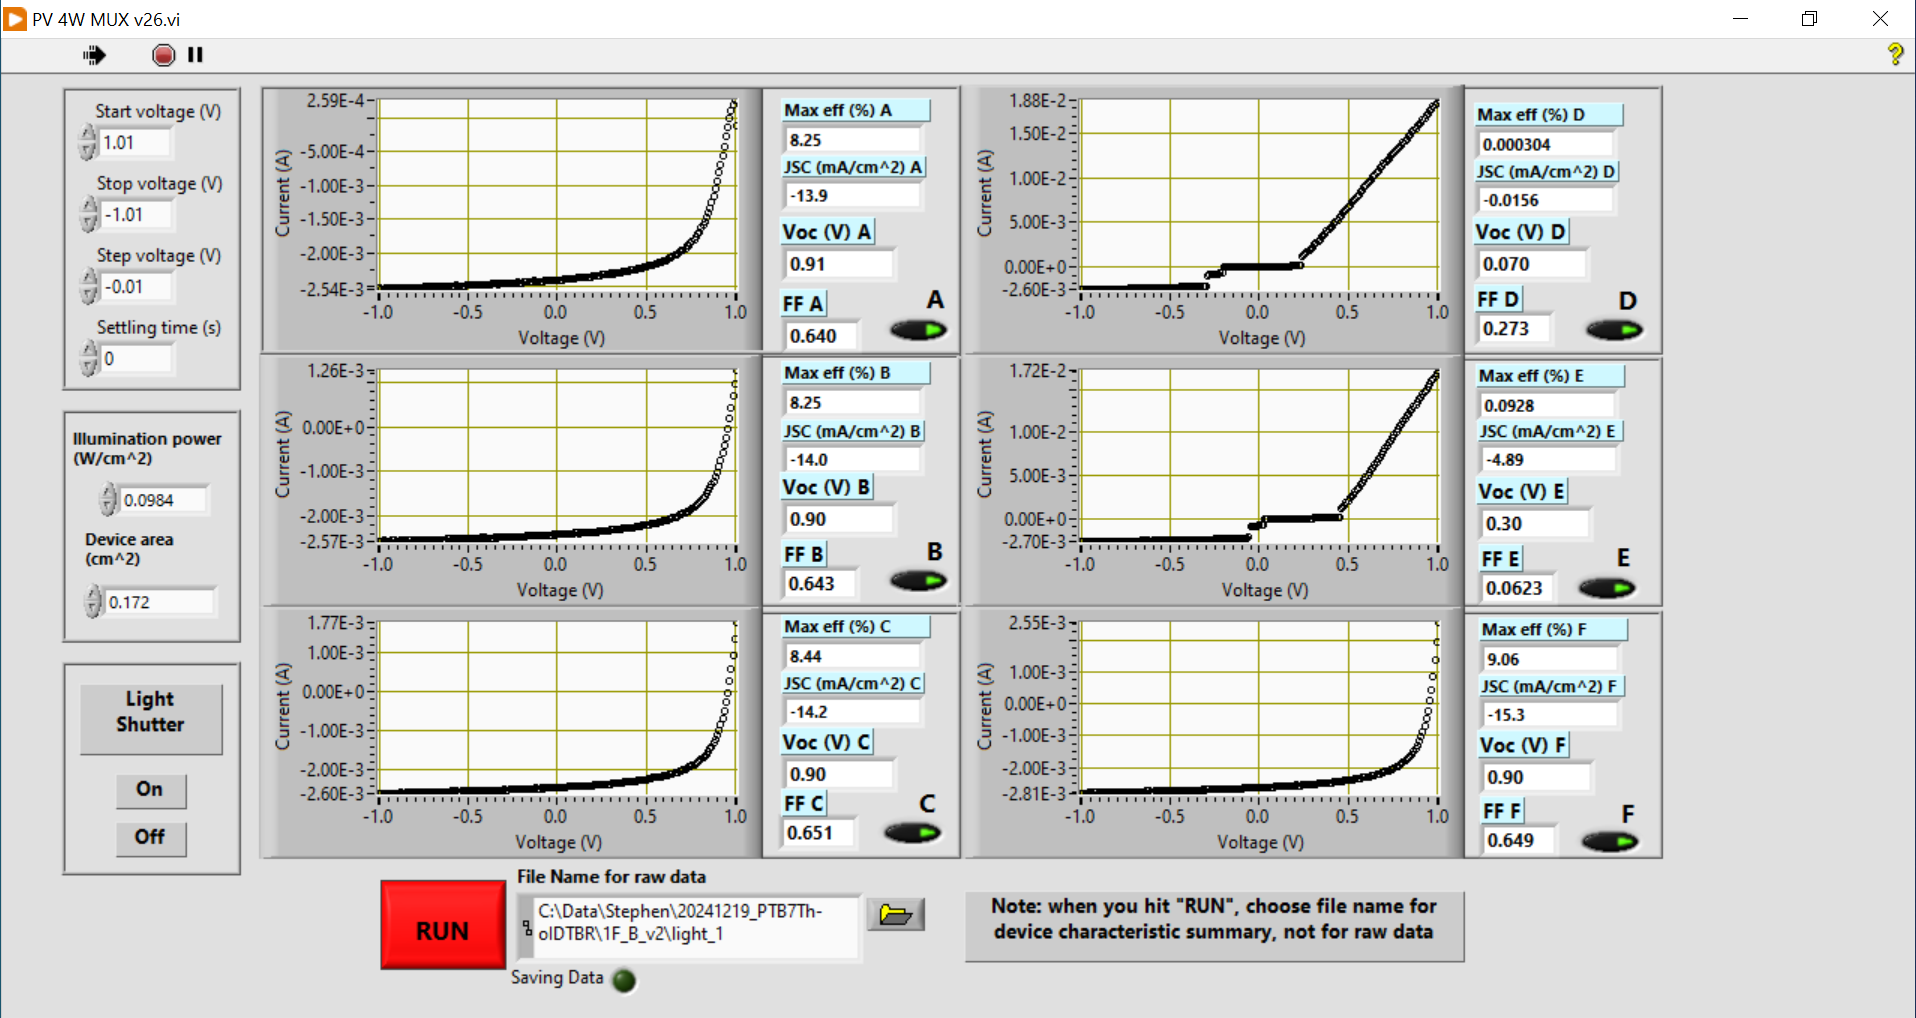 PV 4W MUX v26.vi
Start voltage (V)
1.01
Stop voltage (V)
-1.01
Step voltage (V)
-0.01
Settling time (s)
0
Illumination power
(W/cm^2)
0.0984
Device area
(cm^2)
0.172
Light
Shutter
On
Off
2.59E-4
-5.00E-4
-1.00E-3
-1.50E-3
-2.00E-3
-2.54E-3
Current (A)
-1.0 -0.5 0.0 0.5 1.0
Voltage (V)
Max eff (%) A
8.25
JSC (mA/cm^2) A
-13.9
Voc (V) A
0.91
FF A
0.640
A
1.88E-2
1.50E-2
1.00E-2
5.00E-3
0.00E+0
-2.60E-3
Current (A)
-1.0 -0.5 0.0 0.5 1.0
Voltage (V)
Max eff (%) D
0.000304
JSC (mA/cm^2) D
-0.0156
Voc (V) D
0.070
FF D
0.273
D
1.26E-3
0.00E+0
-1.00E-3
-2.00E-3
-2.57E-3
Current (A)
-1.0 -0.5 0.0 0.5 1.0
Voltage (V)
Max eff (%) B
8.25
JSC (mA/cm^2) B
-14.0
Voc (V) B
0.90
FF B
0.643
B
1.72E-2
1.00E-2
5.00E-3
0.00E+0
-2.70E-3
Current (A)
-1.0 -0.5 0.0 0.5 1.0
Voltage (V)
Max eff (%) E
0.0928
JSC (mA/cm^2) E
-4.89
Voc (V) E
0.30
FF E
0.0623
E
1.77E-3
1.00E-3
0.00E+0
-1.00E-3
-2.00E-3
-2.60E-3
Current (A)
-1.0 -0.5 0.0 0.5 1.0
Voltage (V)
Max eff (%) C
8.44
JSC (mA/cm^2) C
-14.2
Voc (V) C
0.90
FF C
0.651
C
2.55E-3
1.00E-3
0.00E+0
-1.00E-3
-2.00E-3
-2.81E-3
Current (A)
-1.0 -0.5 0.0 0.5 1.0
Voltage (V)
Max eff (%) F
9.06
JSC (mA/cm^2) F
-15.3
Voc (V) F
0.90
FF F
0.649
F
RUN
File Name for raw data
C:\Data\Stephen\20241219_PTB7Th-
oIDTBR\1F_B_v2\light_1
Saving Data
Note: when you hit "RUN", choose file name for
device characteristic summary, not for raw data